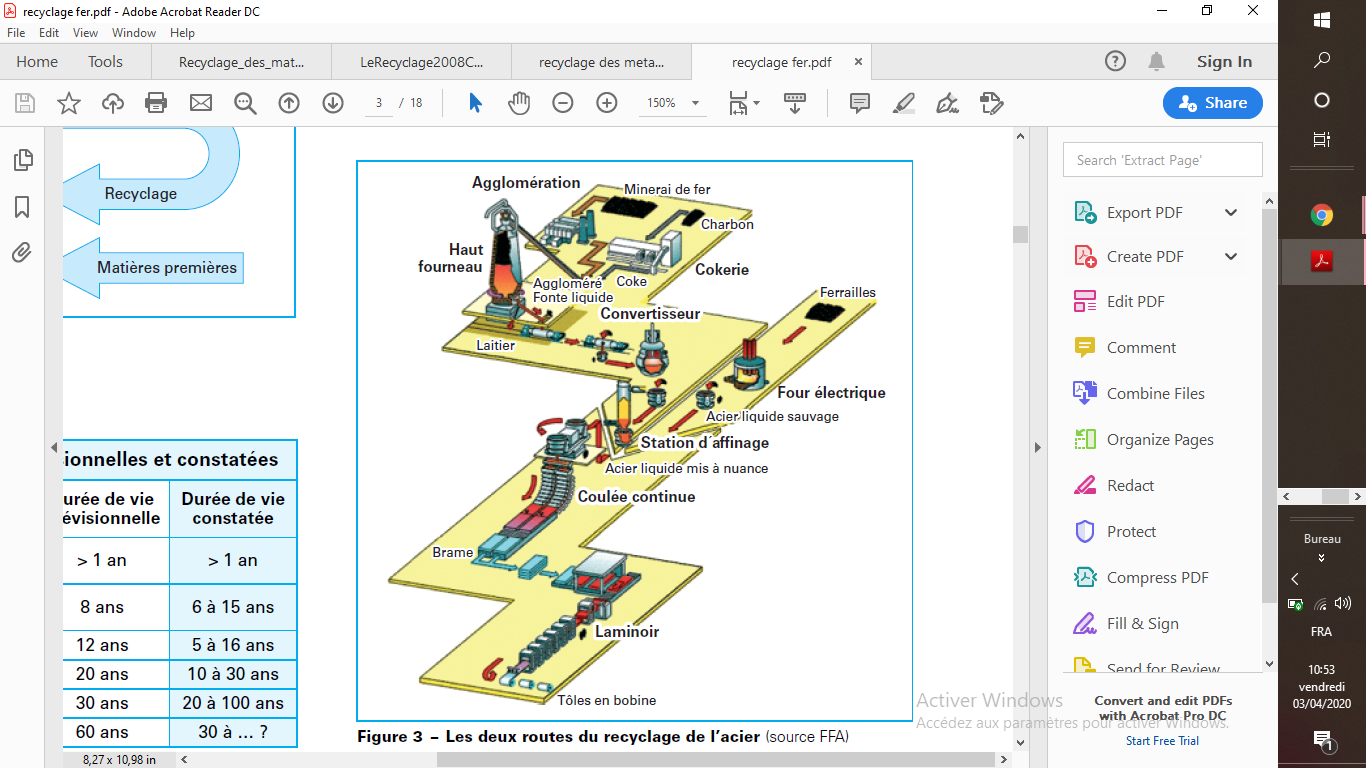 recyclage fer.pdf - Adobe Acrobat Reader DC
File Edit View Window Help
Home Tools Recyclage_des_mat... LeRecyclage2008C... recyclage des meta... recyclage fer.pdf Sign In
3 / 18 150% Share
Recyclage
Matières premières
ionnelles et constatées
urée de vie
évisionnelle
Durée de vie
constatée
> 1 an > 1 an
8 ans 6 à 15 ans
12 ans 5 à 16 ans
20 ans 10 à 30 ans
30 ans 20 à 100 ans
60 ans 30 à ... ?
8,27 x 10,98 in
Agglomération
Minerai de fer
Charbon
Haut
fourneau
Cokerie
Aggloméré
Coke
Fonte liquide
Ferrailles
Convertisseur
Laitier
Four électrique
Acier liquide sauvage
Station d´affinage
Acier liquide mis à nuance
Coulée continue
Brame
Laminoir
Tôles en bobine
Figure 3 – Les deux routes du recyclage de l’acier (source FFA)
Search 'Extract Page'
Export PDF
Create PDF
Edit PDF
Comment
Combine Files
Organize Pages
Redact
Protect
Compress PDF
Fill & Sign
Send for Review
Convert and edit PDFs
with Acrobat Pro DC
Start Free Trial
Activer Windows
Accédez aux paramètres pour activer Windows.
Bureau
FRA
10:53
vendredi
03/04/2020
1